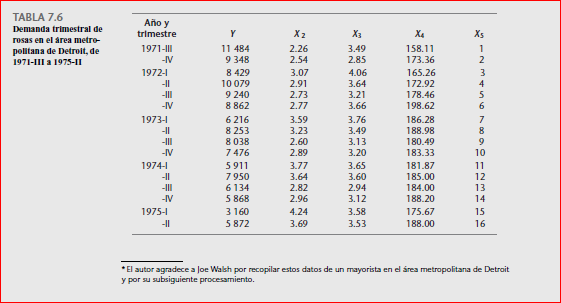 TABLA 7.6
Demanda trimestral de
rosas en el área metro-
politana de Detroit, de
1971-III a 1975-II
Año y
trimestre Y X2 X3 X4 X5
1971-III 11 484 2.26 3.49 158.11 1
-IV 9 348 2.54 2.85 173.36 2
1972-I 8 429 3.07 4.06 165.26 3
-II 10 079 2.91 3.64 172.92 4
-III 9 240 2.73 3.21 178.46 5
-IV 8 862 2.77 3.66 198.62 6
1973-I 6 216 3.59 3.76 186.28 7
-II 8 253 3.23 3.49 188.98 8
-III 8 038 2.60 3.13 180.49 9
-IV 7 476 2.89 3.20 183.33 10
1974-I 5 911 3.77 3.65 181.87 11
-II 7 950 3.64 3.60 185.00 12
-III 6 134 2.82 2.94 184.00 13
-IV 5 868 2.96 3.12 188.20 14
1975-I 3 160 4.24 3.58 175.67 15
-II 5 872 3.69 3.53 188.00 16
* El autor agradece a Joe Walsh por recopilar estos datos de un mayorista en el área metropolitana de Detroit
y por su subsiguiente procesamiento.